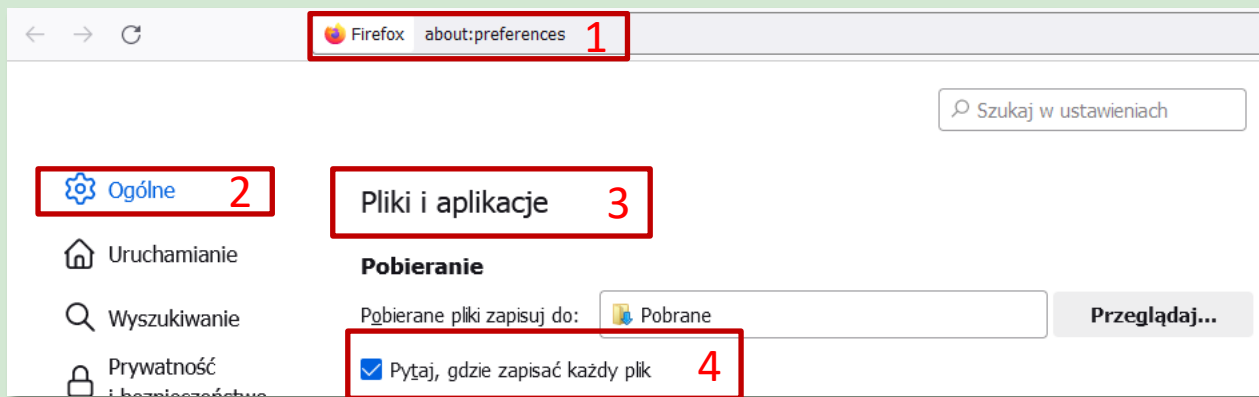 Firefox about:preferences 1
Szukaj w ustawieniach
Ogólne 2
Pliki i aplikacje 3
Uruchamianie
Pobieranie
Wyszukiwanie
Pobierane pliki zapisuj do: Pobrane Przeglądaj...
Prywatność
i bezpieczeństwo
Pytaj, gdzie zapisać każdy plik 4